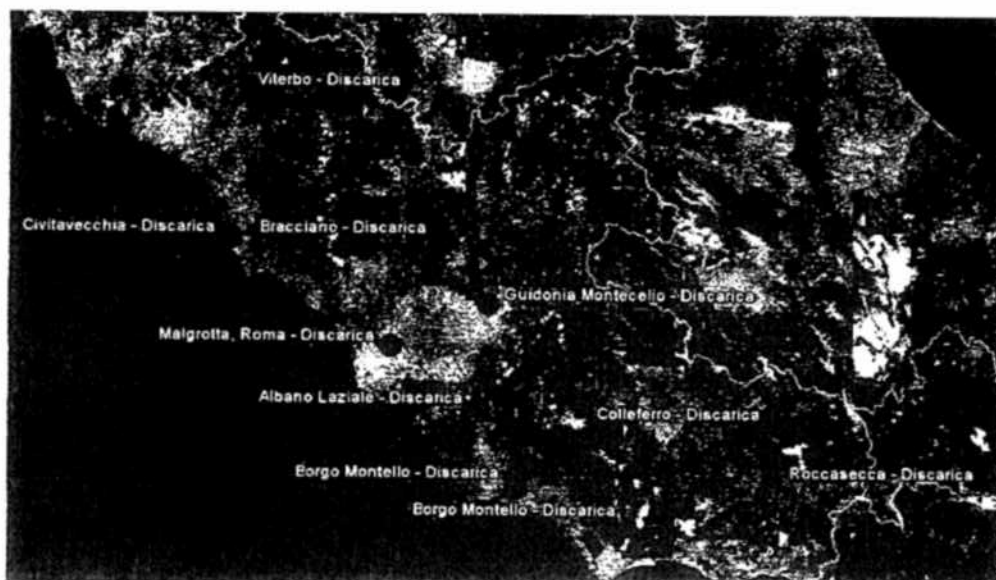 Viterbo - Discarica
Civitavecchia - Discarica
Bracciano - Discarica
Guidonia Montecelio - Discarica
Malgrotta, Roma - Discarica
Albano Laziale - Discarica
Colleferro - Discarica
Borgo Montello - Discarica
Roccasecca - Discarica
Borgo Montello - Discarica